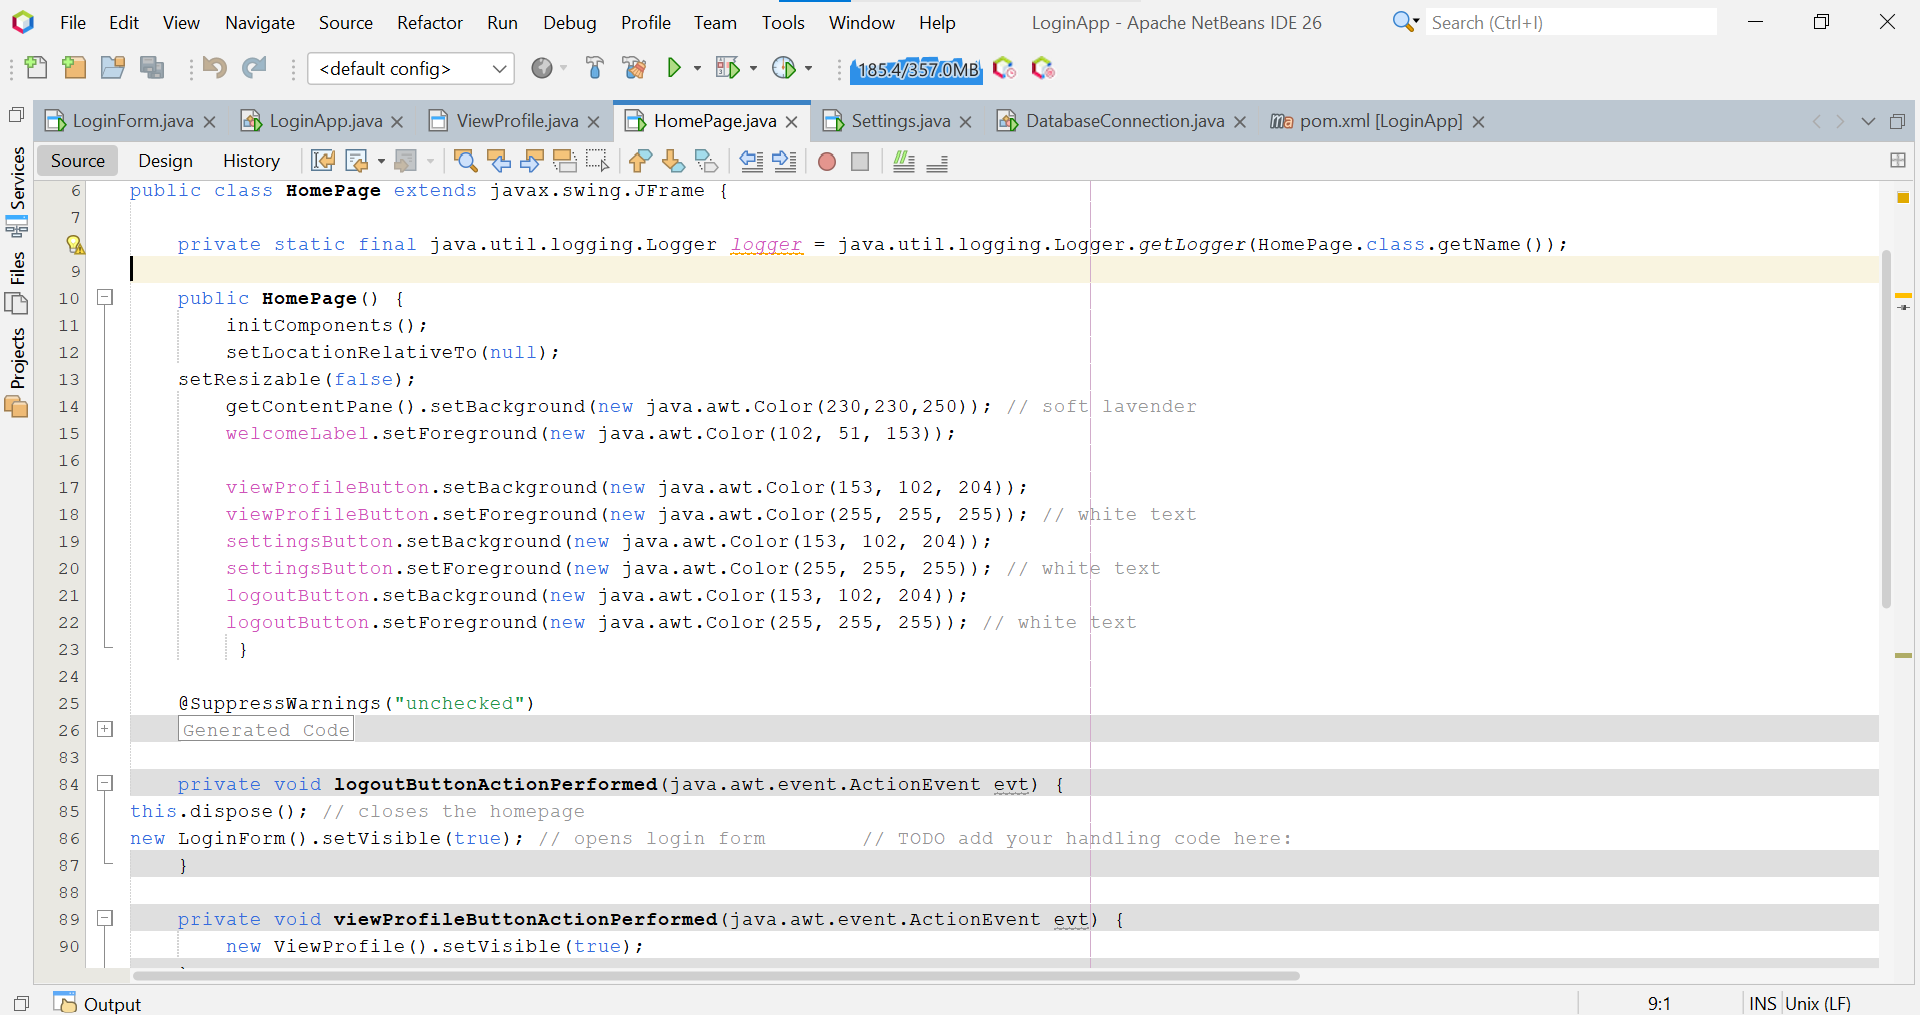 File Edit View Navigate Source Refactor Run Debug Profile Team Tools Window Help LoginApp - Apache NetBeans IDE 26 Search (Ctrl+I)
<default config> 185.4/357.0MB
LoginForm.java LoginApp.java ViewProfile.java HomePage.java Settings.java DatabaseConnection.java pom.xml [LoginApp]
Source Design History
Services
Files
Projects
6 public class HomePage extends javax.swing.JFrame {
7
private static final java.util.logging.Logger logger = java.util.logging.Logger.getLogger(HomePage.class.getName());
9
10 public HomePage() {
11 initComponents();
12 setLocationRelativeTo(null);
13 setResizable(false);
14 getContentPane().setBackground(new java.awt.Color(230,230,250)); // soft lavender
15 welcomeLabel.setForeground(new java.awt.Color(102, 51, 153));
16
17 viewProfileButton.setBackground(new java.awt.Color(153, 102, 204));
18 viewProfileButton.setForeground(new java.awt.Color(255, 255, 255)); // white text
19 settingsButton.setBackground(new java.awt.Color(153, 102, 204));
20 settingsButton.setForeground(new java.awt.Color(255, 255, 255)); // white text
21 logoutButton.setBackground(new java.awt.Color(153, 102, 204));
22 logoutButton.setForeground(new java.awt.Color(255, 255, 255)); // white text
23 }
24
25 @SuppressWarnings("unchecked")
26 Generated Code
83
84 private void logoutButtonActionPerformed(java.awt.event.ActionEvent evt) {
85 this.dispose(); // closes the homepage
86 new LoginForm().setVisible(true); // opens login form // TODO add your handling code here:
87 }
88
89 private void viewProfileButtonActionPerformed(java.awt.event.ActionEvent evt) {
90 new ViewProfile().setVisible(true);
Output 9:1 INS Unix (LF)